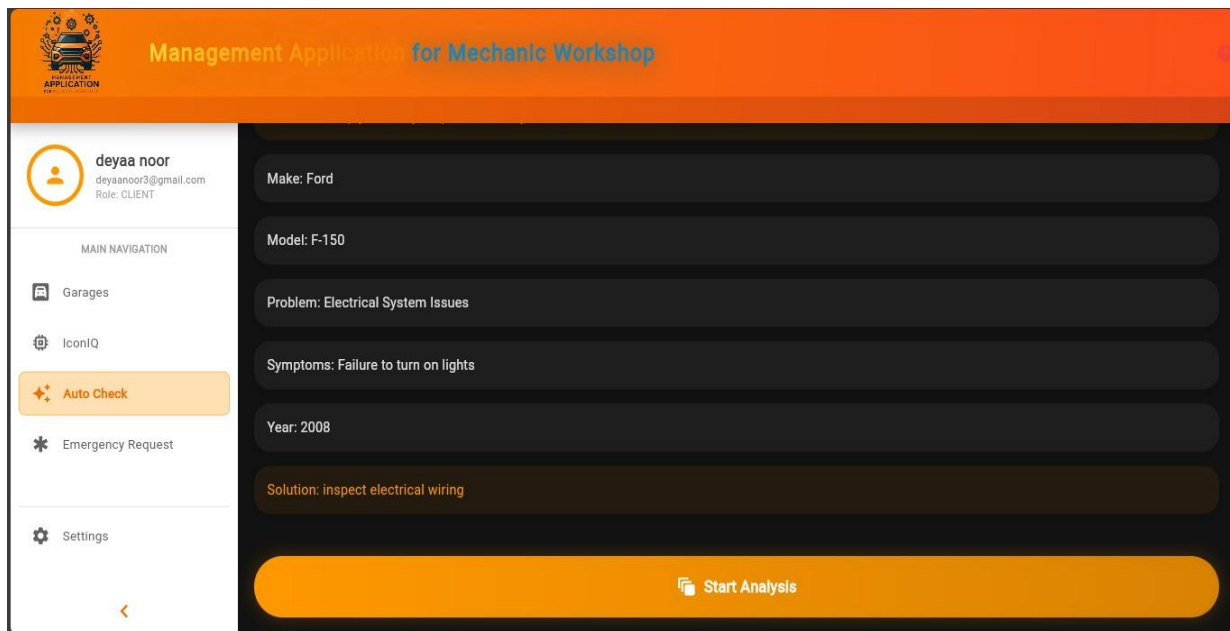 MANAGEMENT
APPLICATION
Management Application for Mechanic Workshop
deyaa noor
deyaanoor3@gmail.com
Role: CLIENT
MAIN NAVIGATION
Garages
IconIQ
Auto Check
Emergency Request
Settings
Make: Ford
Model: F-150
Problem: Electrical System Issues
Symptoms: Failure to turn on lights
Year: 2008
Solution: inspect electrical wiring
Start Analysis